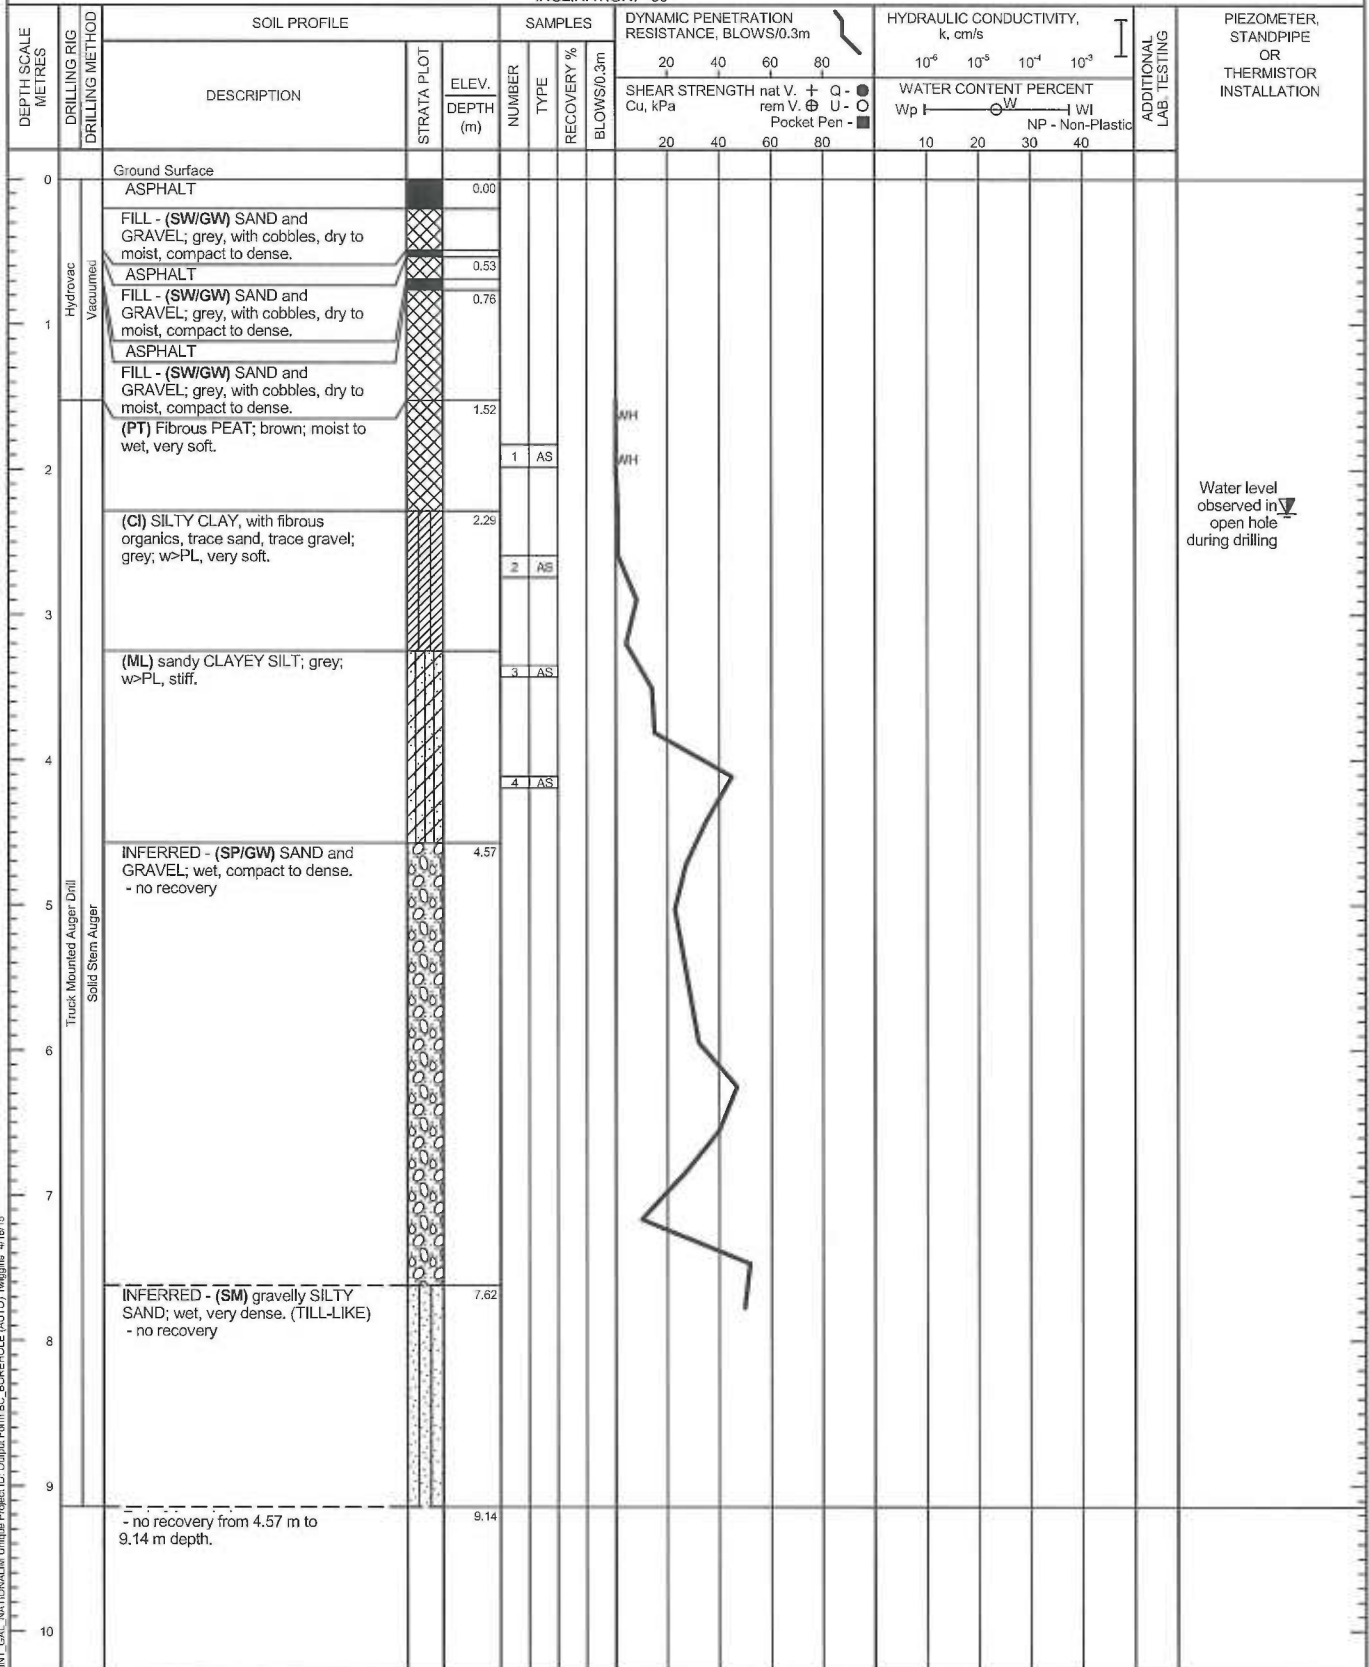 DEPTH SCALE
METRES
DRILLING RIG
DRILLING METHOD
SOIL PROFILE
DESCRIPTION
STRATA PLOT
ELEV.
DEPTH
(m)
SAMPLES
NUMBER
TYPE
RECOVERY %
BLOWS/0.3m
DYNAMIC PENETRATION
RESISTANCE, BLOWS/0.3m
20 40 60 80
SHEAR STRENGTH nat V. + Q - ●
Cu, kPa rem V. ⊕ U - O
Pocket Pen - ■
20 40 60 80
HYDRAULIC CONDUCTIVITY,
k, cm/s
10⁻⁶ 10⁻⁵ 10⁻⁴ 10⁻³
WATER CONTENT PERCENT
Wp W Wl
NP - Non-Plastic
10 20 30 40
ADDITIONAL
LAB. TESTING
PIEZOMETER,
STANDPIPE
OR
THERMISTOR
INSTALLATION
0
1
2
3
4
5
6
7
8
9
10
Hydrovac
Vacuumed
Truck Mounted Auger Drill
Solid Stem Auger
Ground Surface
ASPHALT
0.00
FILL - (SW/GW) SAND and
GRAVEL; grey, with cobbles, dry to
moist, compact to dense.
ASPHALT
0.53
FILL - (SW/GW) SAND and
GRAVEL; grey, with cobbles, dry to
moist, compact to dense.
0.76
ASPHALT
FILL - (SW/GW) SAND and
GRAVEL; grey, with cobbles, dry to
moist, compact to dense.
1.52
(PT) Fibrous PEAT; brown; moist to
wet, very soft.
WH
WH
1 AS
(CI) SILTY CLAY, with fibrous
organics, trace sand, trace gravel;
grey; w>PL, very soft.
2.29
2 AS
Water level
observed in
open hole
during drilling
(ML) sandy CLAYEY SILT; grey;
w>PL, stiff.
3 AS
4 AS
INFERRED - (SP/GW) SAND and
GRAVEL; wet, compact to dense.
- no recovery
4.57
INFERRED - (SM) gravelly SILTY
SAND; wet, very dense. (TILL-LIKE)
- no recovery
7.62
- no recovery from 4.57 m to
9.14 m depth.
9.14